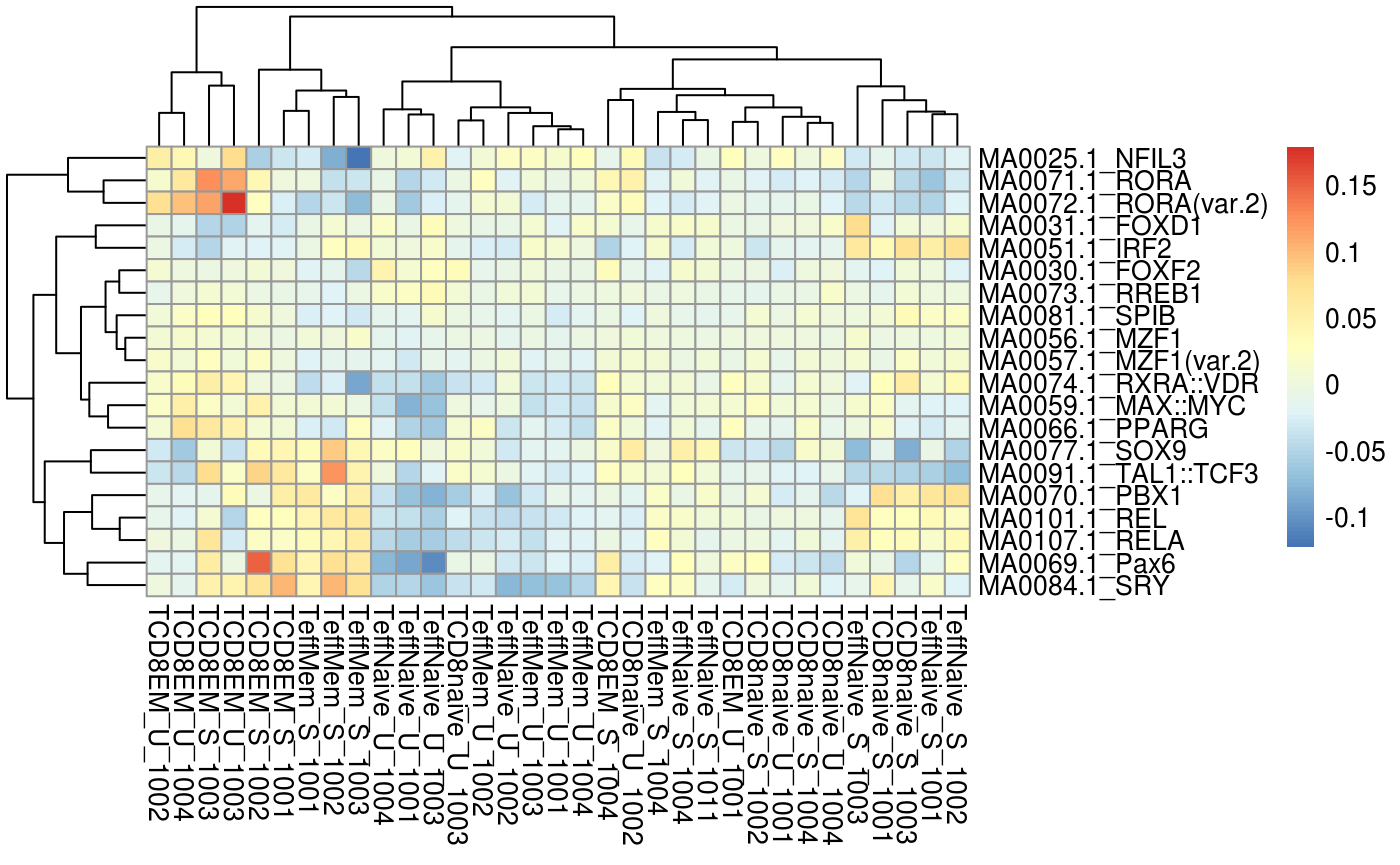 MA0025.1_NFIL3
MA0071.1_RORA
MA0072.1_RORA(var.2)
MA0031.1_FOXD1
MA0051.1_IRF2
MA0030.1_FOXF2
MA0073.1_RREB1
MA0081.1_SPIB
MA0056.1_MZF1
MA0057.1_MZF1(var.2)
MA0074.1_RXRA::VDR
MA0059.1_MAX::MYC
MA0066.1_PPARG
MA0077.1_SOX9
MA0091.1_TAL1::TCF3
MA0070.1_PBX1
MA0101.1_REL
MA0107.1_RELA
MA0069.1_Pax6
MA0084.1_SRY
0.15
0.1
0.05
0
-0.05
-0.1
TCD8EM_U_1002
TCD8EM_U_1004
TCD8EM_S_1003
TCD8EM_U_1003
TCD8EM_S_1002
TCD8EM_S_1001
TeffMem_S_1001
TeffMem_S_1002
TeffMem_S_1003
TeffNaive_U_1004
TeffNaive_U_1001
TeffNaive_U_1003
TCD8naive_U_1003
TeffMem_U_1002
TeffNaive_U_1002
TeffMem_U_1003
TeffMem_U_1001
TeffMem_U_1004
TCD8EM_S_1004
TCD8naive_U_1002
TeffMem_S_1004
TeffNaive_S_1004
TeffNaive_S_1011
TCD8EM_U_1001
TCD8naive_S_1002
TCD8naive_U_1001
TCD8naive_S_1004
TCD8naive_U_1004
TeffNaive_S_1003
TCD8naive_S_1001
TCD8naive_S_1003
TeffNaive_S_1001
TeffNaive_S_1002